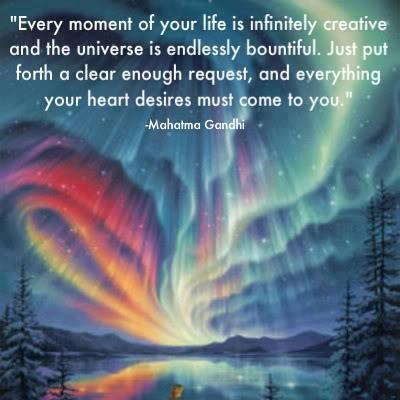 "Every moment of your life is infinitely creative
and the universe is endlessly bountiful. Just put
forth a clear enough request, and everything
your heart desires must come to you."
-Mahatma Gandhi